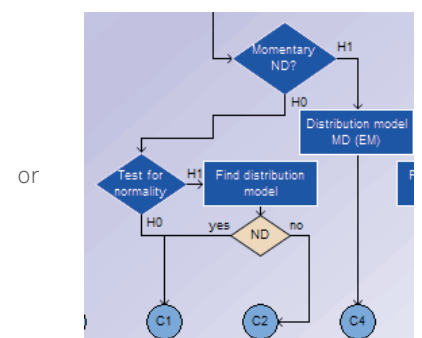 Momentary
ND?
H1
H0
Distribution model
MD (EM)
or
Test for
normality
H1
Find distribution
model
F
H0
yes
ND
no
C1
C2
C4